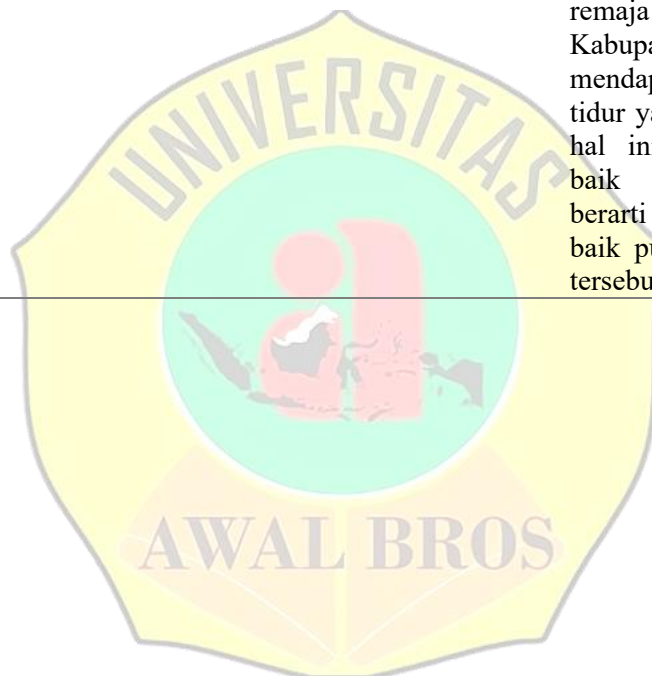 remaja
Kabupa
mendap
tidur ya
hal in
baik
berarti
baik pu
tersebu
UNIVERSITAS
a
AWAL BROS